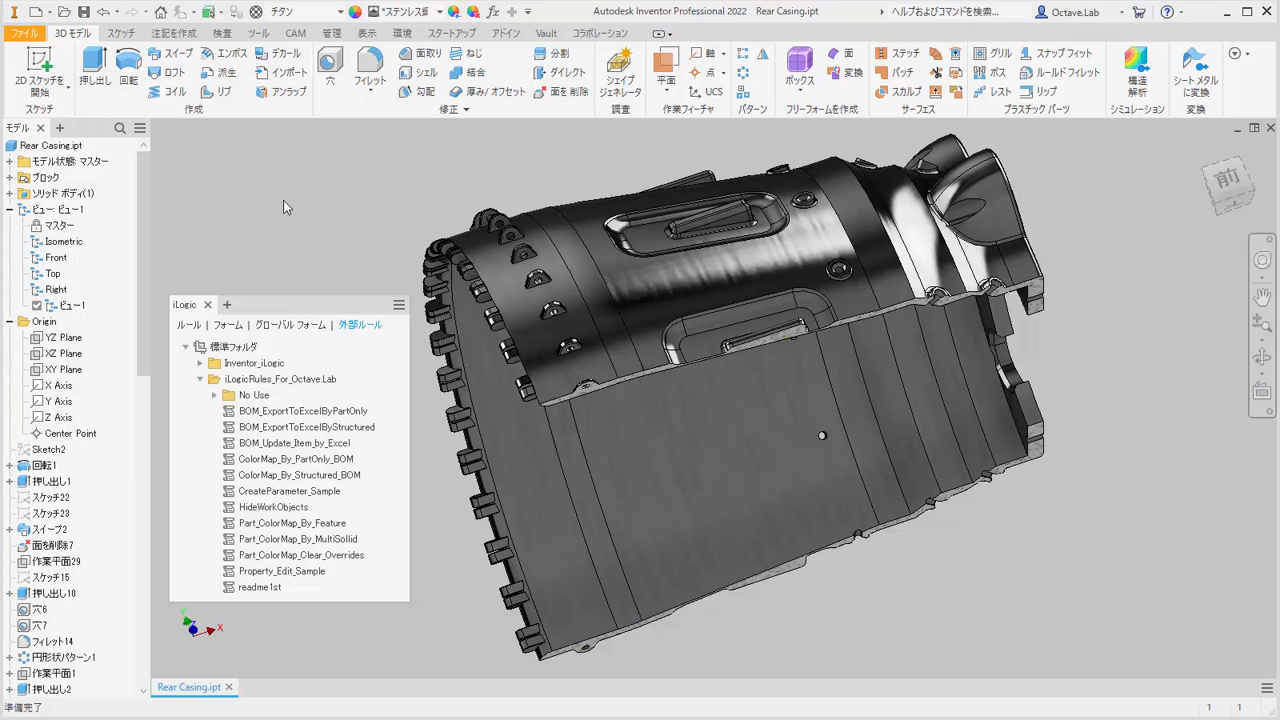 チタン
*ステンレス鋼
Autodesk Inventor Professional 2022 Rear Casing.ipt
ヘルプおよびコマンドを検索...
Octave.Lab
ファイル 3D モデル スケッチ 注記を作成 検査 ツール CAM 管理 表示 環境 スタートアップ アドイン Vault コラボレーション
2D スケッチを開始
押し出し
回転
スイープ
エンボス
デカール
ロフト
派生
インポート
コイル
リブ
アンラップ
穴
フィレット
面取り
ねじ
分割
シェル
結合
ダイレクト
勾配
厚み/ オフセット
面を削除
シェイプ
ジェネレータ
平面
軸
点
UCS
ボックス
面
変換
ステッチ
パッチ
スカルプ
グリル
スナップ フィット
ボス
ルールド フィレット
レスト
リップ
構造
解析
シート メタル
に変換
スケッチ 作成 修正 調査 作業フィーチャ パターン フリーフォームを作成 サーフェス プラスチック パーツ シミュレーション 変換
モデル
Rear Casing.ipt
モデル状態: マスター
ブロック
ソリッド ボディ(1)
ビュー: ビュー1
マスター
Isometric
Front
Top
Right
ビュー1
Origin
YZ Plane
XZ Plane
XY Plane
X Axis
Y Axis
Z Axis
Center Point
Sketch2
回転1
押し出し1
スケッチ22
スケッチ23
スイープ2
面を削除7
作業平面29
スケッチ15
押し出し10
穴6
穴7
フィレット14
円形状パターン1
作業平面1
押し出し2
iLogic
ルール | フォーム | グローバル フォーム | 外部ルール
標準フォルダ
Inventor_iLogic
iLogicRules_For_Octave.Lab
No Use
BOM_ExportToExcelByPartOnly
BOM_ExportToExcelByStructured
BOM_Update_Item_by_Excel
ColorMap_By_PartOnly_BOM
ColorMap_By_Structured_BOM
CreateParameter_Sample
HideWorkObjects
Part_ColorMap_By_Feature
Part_ColorMap_By_MultiSollid
Part_ColorMap_Clear_Overrides
Property_Edit_Sample
readme1st
前
Y
X
Rear Casing.ipt
準備完了
1 1